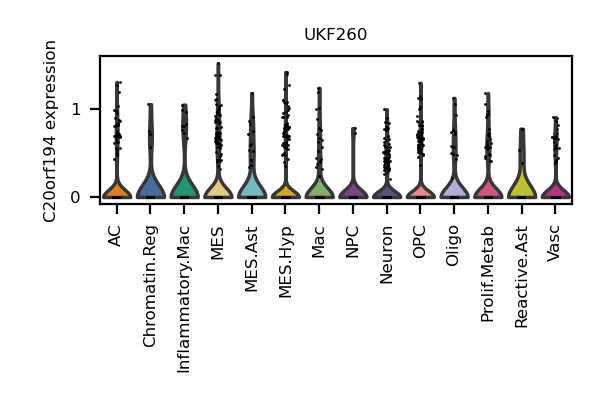 UKF260
C20orf194 expression
1
0
AC
Chromatin.Reg
Inflammatory.Mac
MES
MES.Ast
MES.Hyp
Mac
NPC
Neuron
OPC
Oligo
Prolif.Metab
Reactive.Ast
Vasc